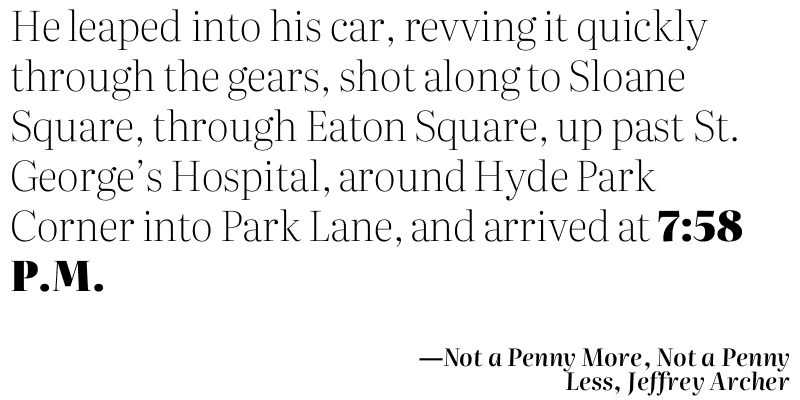 He leaped into his car, revving it quickly
through the gears, shot along to Sloane
Square, through Eaton Square, up past St.
George’s Hospital, around Hyde Park
Corner into Park Lane, and arrived at 7:58
P.M.
—Not a Penny More, Not a Penny
Less, Jeffrey Archer